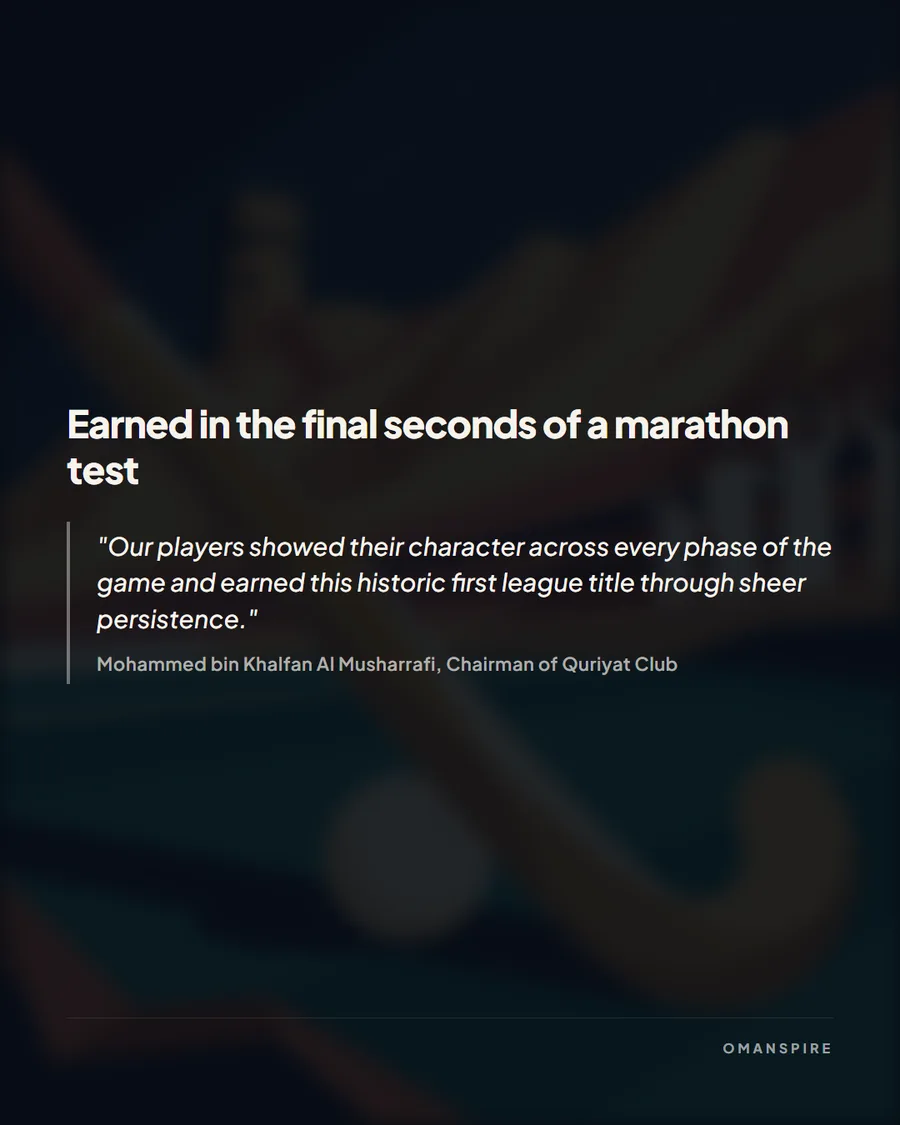 Earned in the final seconds of a marathon
test
"Our players showed their character across every phase of the
game and earned this historic first league title through sheer
persistence."
Mohammed bin Khalfan Al Musharrafi, Chairman of Quriyat Club
OMANSPIRE